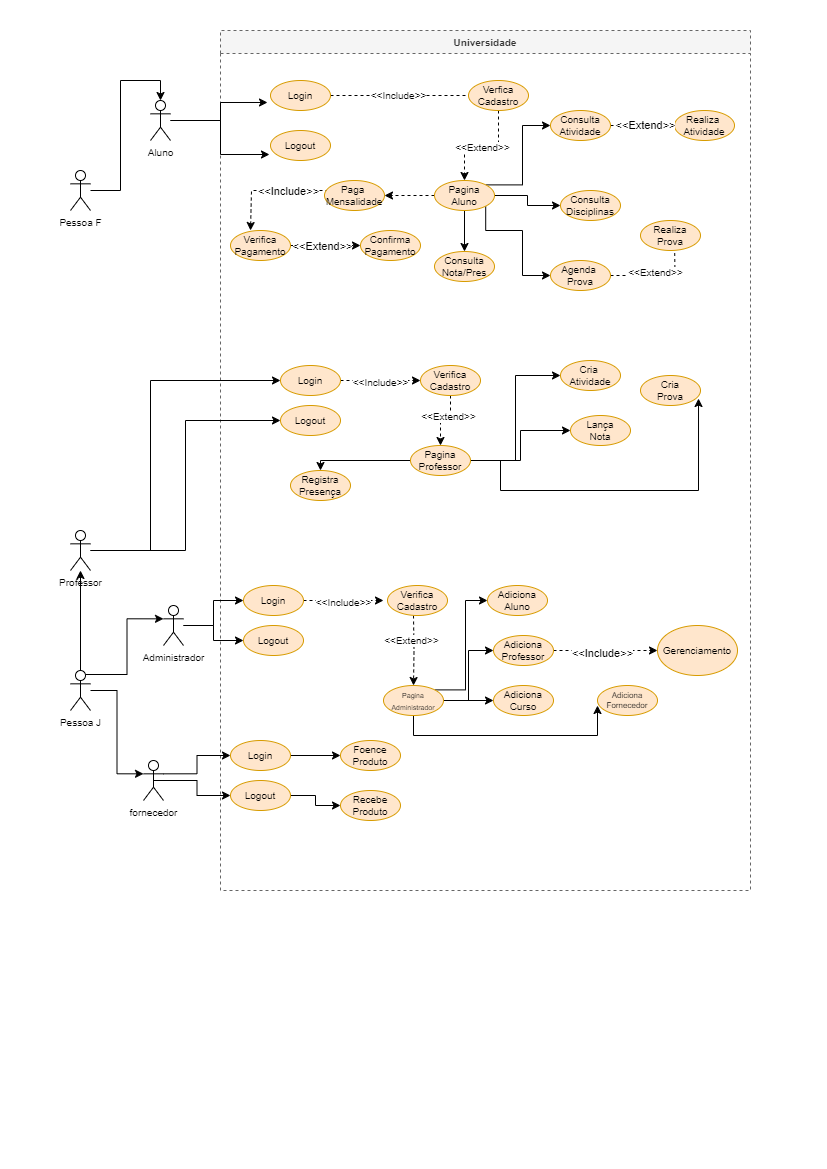 Universidade
Login
<<Include>>
Verfica
Cadastro
Aluno
Logout
<<Extend>>
Consulta
Atividade
<<Extend>>
Realiza
Atividade
Pessoa F
<<Include>>
Paga
Mensalidade
Pagina
Aluno
Consulta
Disciplinas
Verifica
Pagamento
<<Extend>>
Confirma
Pagamento
Consulta
Nota/Pres
Realiza
Prova
Agenda
Prova
<<Extend>>
Login
<<Include>>
Verifica
Cadastro
Cria
Atividade
Cria
Prova
Logout
<<Extend>>
Lança
Nota
Pagina
Professor
Registra
Presença
Professor
Login
<<Include>>
Verifica
Cadastro
Adiciona
Aluno
Administrador
Logout
<<Extend>>
Adiciona
Professor
<<Include>>
Gerenciamento
Pessoa J
Pagina
Administrador
Adiciona
Curso
Adiciona
Fornecedor
Login
Foence
Produto
fornecedor
Logout
Recebe
Produto